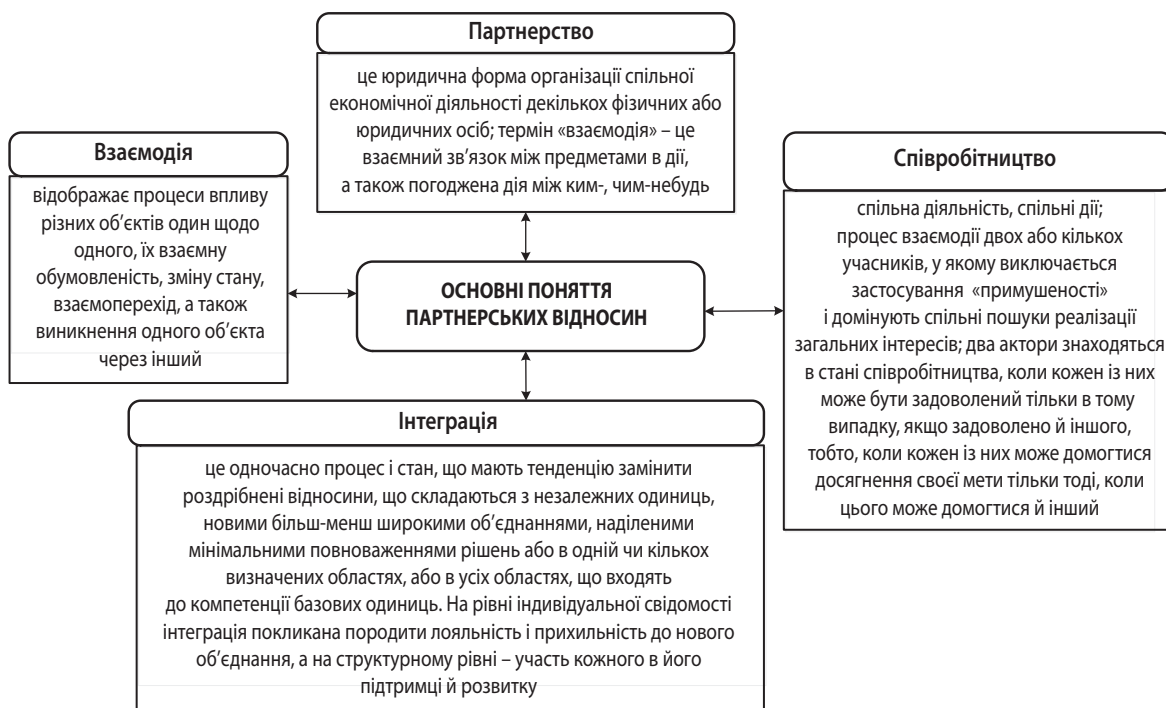 Партнерство
це юридична форма організації спільної
економічної діяльності декількох фізичних або
юридичних осіб; термін «взаємодія» – це
взаємний зв’язок між предметами в дії,
а також погоджена дія між ким-, чим-небудь
Взаємодія
відображає процеси впливу
різних об’єктів один щодо
одного, їх взаємну
обумовленість, зміну стану,
взаємоперехід, а також
виникнення одного об’єкта
через інший
ОСНОВНІ ПОНЯТТЯ
ПАРТНЕРСЬКИХ ВІДНОСИН
Співробітництво
спільна діяльність, спільні дії;
процес взаємодії двох або кількох
учасників, у якому виключається
застосування «примушеності»
і домінують спільні пошуки реалізації
загальних інтересів; два актори знаходяться
в стані співробітництва, коли кожен із них
може бути задоволений тільки в тому
випадку, якщо задоволено й іншого,
тобто, коли кожен із них може домогтися
досягнення своєї мети тільки тоді, коли
цього може домогтися й інший
Інтеграція
це одночасно процес і стан, що мають тенденцію замінити
роздрібнені відносини, що складаються з незалежних одиниць,
новими більш-менш широкими об’єднаннями, наділеними
мінімальними повноваженнями рішень або в одній чи кількох
визначених областях, або в усіх областях, що входять
до компетенції базових одиниць. На рівні індивідуальної свідомості
інтеграція покликана породити лояльність і прихильність до нового
об’єднання, а на структурному рівні – участь кожного в його
підтримці й розвитку